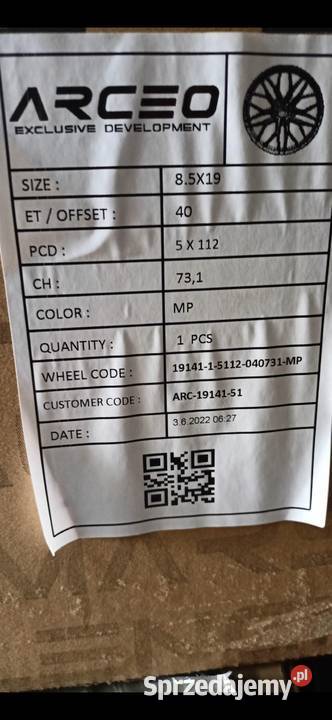 ARCEO
EXCLUSIVE DEVELOPMENT
SIZE : 8.5X19
ET / OFFSET : 40
PCD : 5 X 112
CH : 73,1
COLOR : MP
QUANTITY : 1 PCS
WHEEL CODE : 19141-1-5112-040731-MP
CUSTOMER CODE : ARC-19141-51
DATE : 3.6.2022 06:27
Sprzedajemy.pl